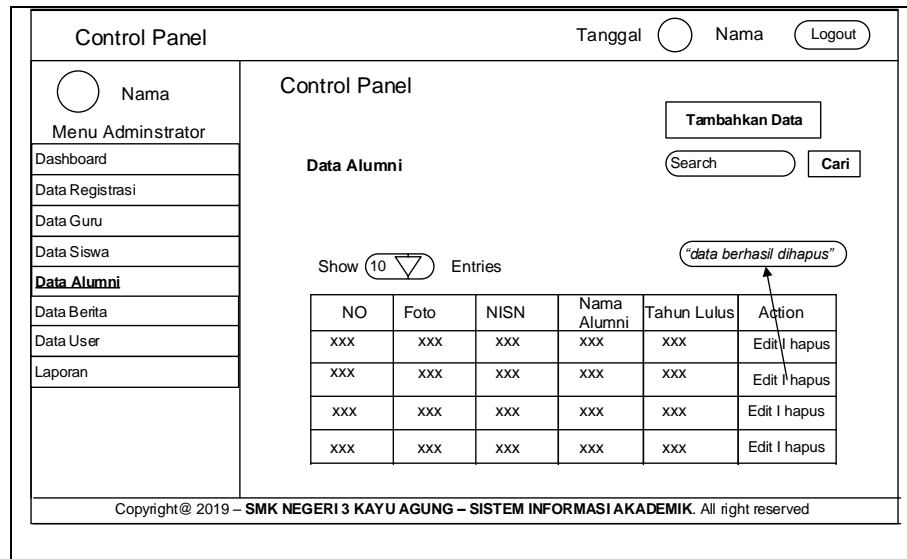 Control Panel Tanggal Nama Logout
Nama
Menu Adminstrator
Dashboard
Data Registrasi
Data Guru
Data Siswa
Data Alumni
Data Berita
Data User
Laporan
Control Panel
Tambahkan Data
Data Alumni Search Cari
"data berhasil dihapus"
Show 10 Entries
NO Foto NISN Nama Alumni Tahun Lulus Action
xxx xxx xxx xxx xxx Edit I hapus
xxx xxx xxx xxx xxx Edit I hapus
xxx xxx xxx xxx xxx Edit I hapus
xxx xxx xxx xxx xxx Edit I hapus
Copyright@ 2019 – SMK NEGERI 3 KAYU AGUNG – SISTEM INFORMASI AKADEMIK. All right reserved